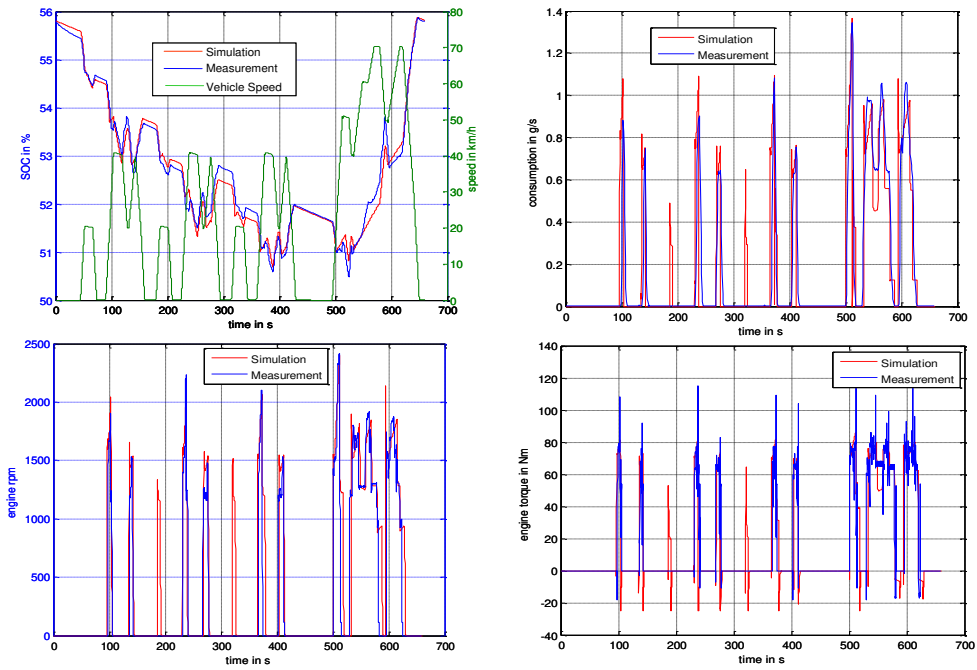 56
55
54
53
52
51
50
SOC in %
80
70
60
50
40
30
20
10
0
speed in km/h
Simulation
Measurement
Vehicle Speed
0 100 200 300 400 500 600 700
time in s
1.4
1.2
1
0.8
0.6
0.4
0.2
0
consumption in g/s
Simulation
Measurement
0 100 200 300 400 500 600 700
time in s
2500
2000
1500
1000
500
0
engine rpm
Simulation
Measurement
0 100 200 300 400 500 600 700
time in s
140
120
100
80
60
40
20
0
-20
-40
engine torque in Nm
Simulation
Measurement
0 100 200 300 400 500 600 700
time in s